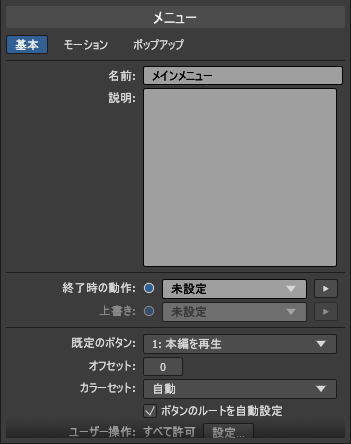 メニュー
基本 モーション ポップアップ
名前: メインメニュー
説明:
終了時の動作: 未設定
上書き: 未設定
既定のボタン: 1: 本編を再生
オフセット: 0
カラーセット: 自動
ボタンのルートを自動設定
ユーザー操作: すべて許可 設定...